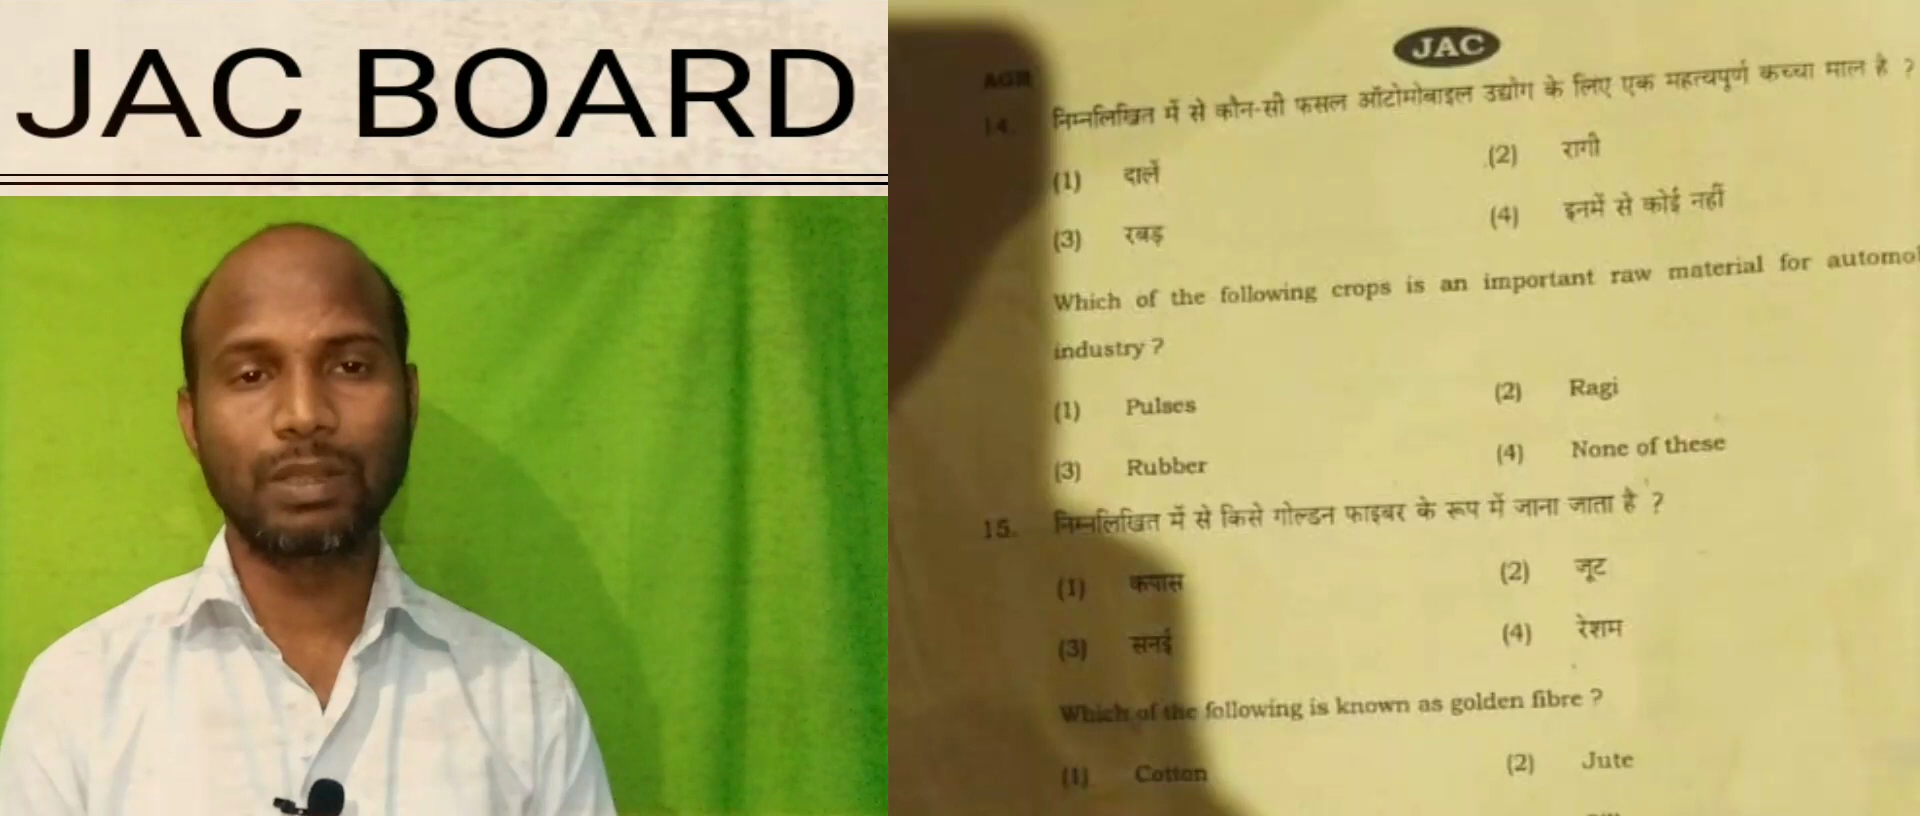 JAC BOARD
JAC
AGR
14. निम्नलिखित में से कौन-सी फसल ऑटोमोबाइल उद्योग के लिए एक महत्वपूर्ण कच्चा माल है ?
(1) दालें (2) रागी
(3) रबड़ (4) इनमें से कोई नहीं
Which of the following crops is an important raw material for
industry ?
(1) Pulses (2) Ragi
(3) Rubber (4) None of these
15. निम्नलिखित में से किसे गोल्डन फाइबर के रूप में जाना जाता है ?
(1) कपास (2) जूट
(3) सनई (4) रेशम
Which of the following is known as golden fibre ?
(1) Cotton (2) Jute